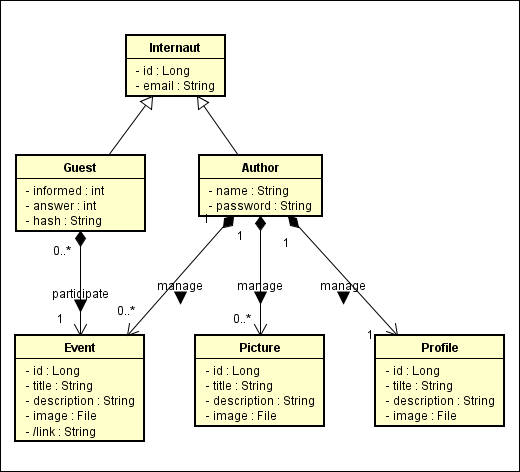 Internaut
- id : Long
- email : String
Guest
- informed : int
- answer : int
- hash : String
Author
- name : String
- password : String
0..*
1
1
1
participate
manage
manage
manage
1
0..*
0..*
1
Event
- id : Long
- title : String
- description : String
- image : File
- /link : String
Picture
- id : Long
- title : String
- description : String
- image : File
Profile
- id : Long
- tilte : String
- description : String
- image : File